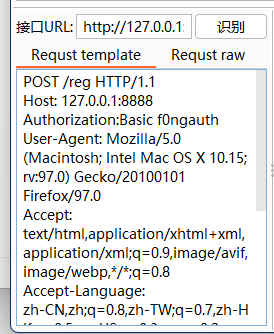 接口URL: http://127.0.0.1 识别
Requst template Requst raw
POST /reg HTTP/1.1
Host: 127.0.0.1:8888
Authorization:Basic f0ngauth
User-Agent: Mozilla/5.0
(Macintosh; Intel Mac OS X 10.15;
rv:97.0) Gecko/20100101
Firefox/97.0
Accept:
text/html,application/xhtml+xml,
application/xml;q=0.9,image/avif,
image/webp,*/*;q=0.8
Accept-Language:
zh-CN,zh;q=0.8,zh-TW;q=0.7,zh-H